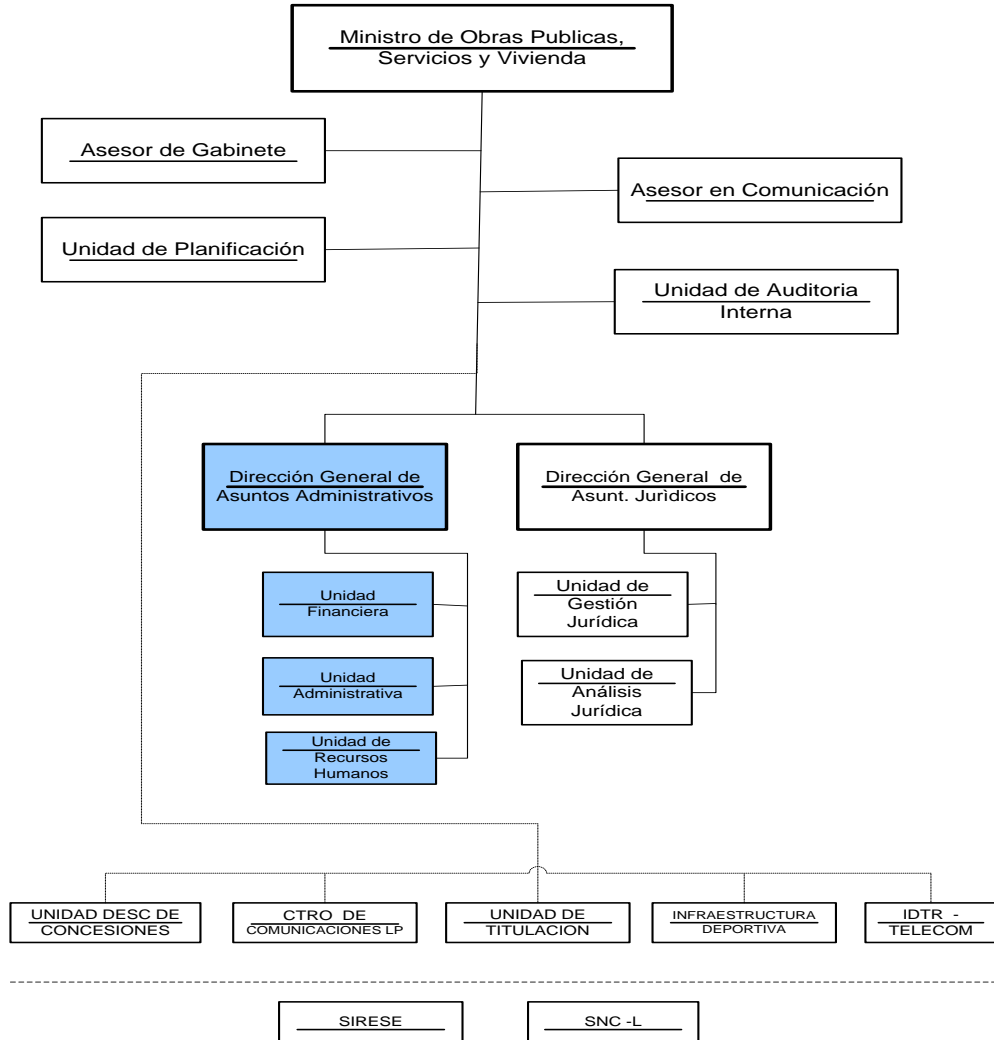 Ministro de Obras Publicas,
Servicios y Vivienda
Asesor de Gabinete
Asesor en Comunicación
Unidad de Planificación
Unidad de Auditoria
Interna
Dirección General de
Asuntos Administrativos
Dirección General de
Asunt. Jurìdicos
Unidad
Financiera
Unidad de
Gestión
Jurídica
Unidad
Administrativa
Unidad de
Análisis
Jurídica
Unidad de
Recursos
Humanos
UNIDAD DESC DE
CONCESIONES
CTRO DE
COMUNICACIONES LP
UNIDAD DE
TITULACION
INFRAESTRUCTURA
DEPORTIVA
IDTR -
TELECOM
SIRESE
SNC -L